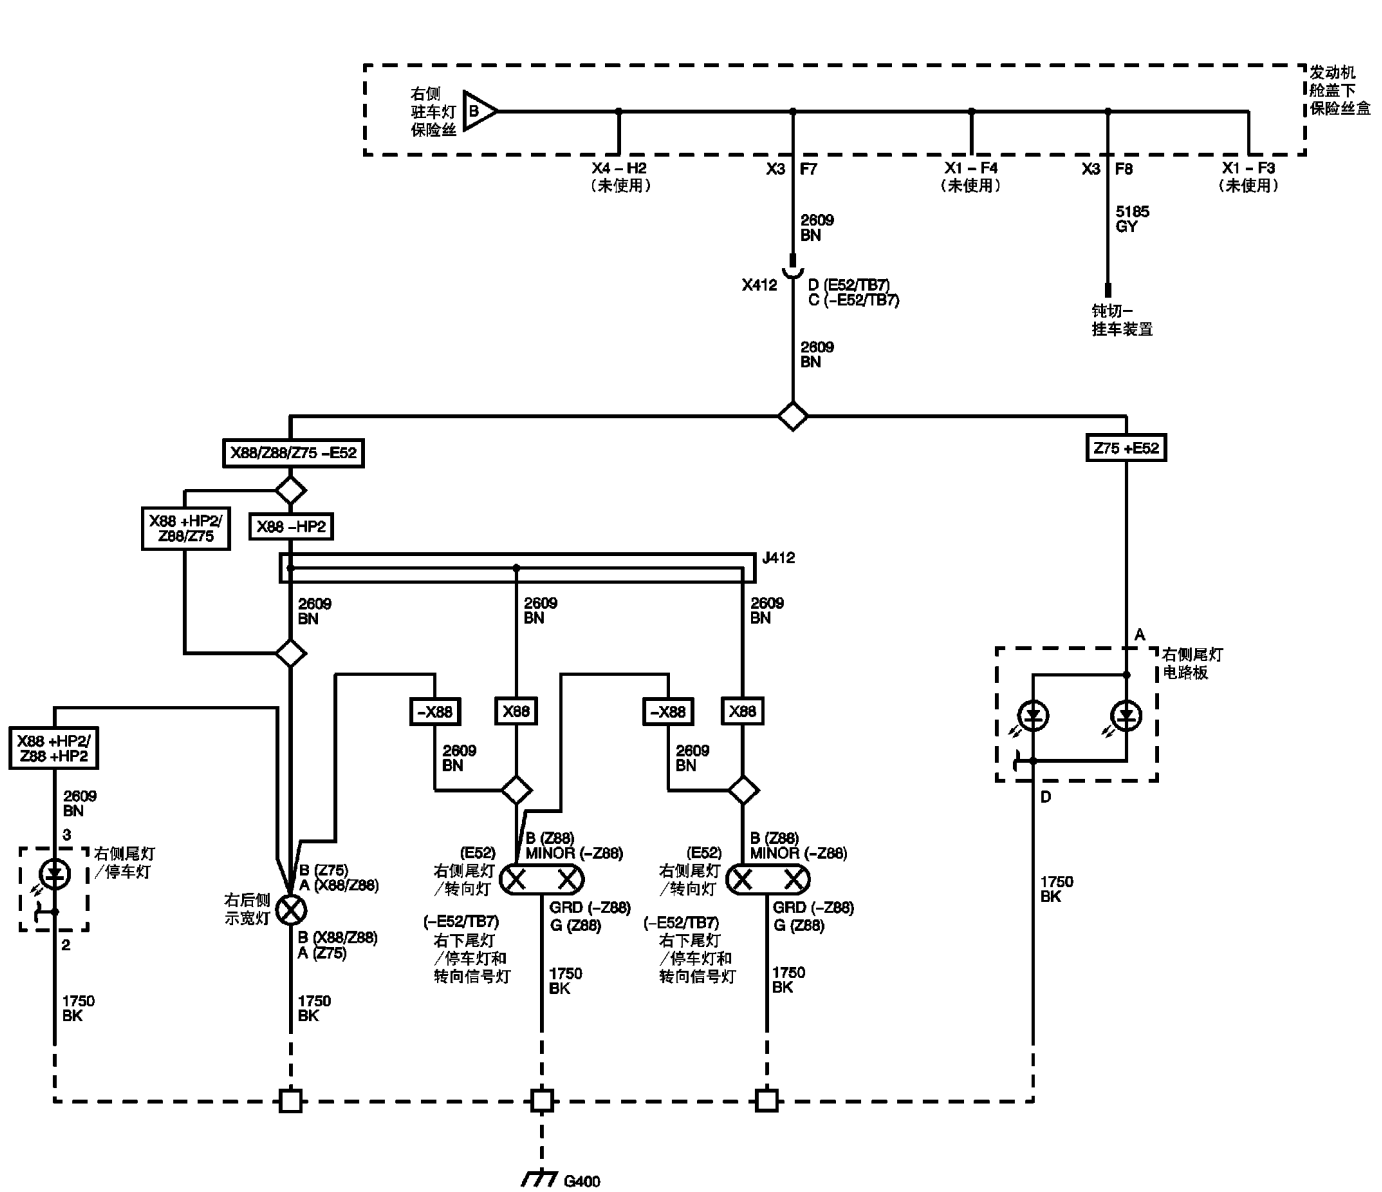 发动机
舱盖下
保险丝盒
右侧
驻车灯
保险丝
B
X4 – H2
(未使用)
X3
F7
X1 – F4
(未使用)
X3
F8
X1 – F3
(未使用)
2609
BN
5185
GY
X412
D (E52/TB7)
C (–E52/TB7)
钝切–
挂车装置
2609
BN
X88/Z88/Z75 –E52
Z75 +E52
X88 +HP2/
Z88/Z75
X88 –HP2
J412
2609
BN
2609
BN
2609
BN
A
右侧尾灯
电路板
–X88
X88
–X88
X88
X88 +HP2/
Z88 +HP2
2609
BN
2609
BN
2609
BN
D
3
右侧尾灯
/停车灯
2
B (Z75)
A (X88/Z88)
右后侧
示宽灯
B (X88/Z88)
A (Z75)
B (Z88)
MINOR (–Z88)
(E52)
右侧尾灯
/转向灯
GRD (–Z88)
G (Z88)
(–E52/TB7)
右下尾灯
/停车灯和
转向信号灯
B (Z88)
MINOR (–Z88)
(E52)
右侧尾灯
/转向灯
GRD (–Z88)
G (Z88)
(–E52/TB7)
右下尾灯
/停车灯和
转向信号灯
1750
BK
1750
BK
1750
BK
1750
BK
1750
BK
G400